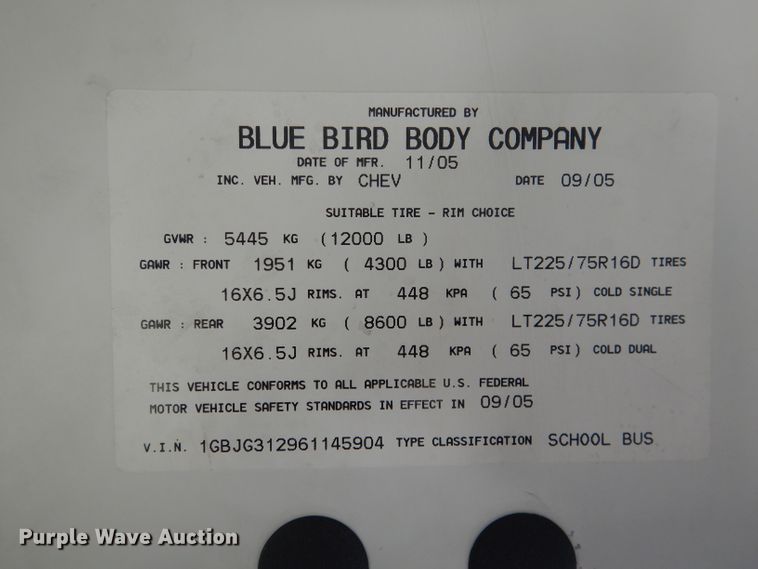 MANUFACTURED BY
BLUE BIRD BODY COMPANY
DATE OF MFR. 11/05
INC. VEH. MFG. BY CHEV DATE 09/05
SUITABLE TIRE - RIM CHOICE
GVWR : 5445 KG (12000 LB )
GAWR : FRONT 1951 KG ( 4300 LB ) WITH LT225/75R16D TIRES
16X6.5J RIMS. AT 448 KPA ( 65 PSI ) COLD SINGLE
GAWR : REAR 3902 KG ( 8600 LB ) WITH LT225/75R16D TIRES
16X6.5J RIMS. AT 448 KPA ( 65 PSI ) COLD DUAL
THIS VEHICLE CONFORMS TO ALL APPLICABLE U.S. FEDERAL
MOTOR VEHICLE SAFETY STANDARDS IN EFFECT IN 09/05
V.I.N. 1GBJG312961145904 TYPE CLASSIFICATION SCHOOL BUS
Purple Wave Auction